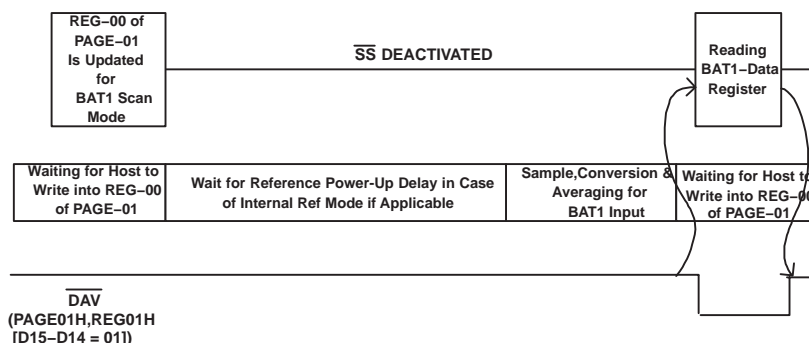 REG–00 of
PAGE–01
Is Updated
for
BAT1 Scan
Mode
SS DEACTIVATED
Reading
BAT1–Data
Register
Waiting for Host to
Write into REG–00
of PAGE–01
Wait for Reference Power-Up Delay in Case
of Internal Ref Mode if Applicable
Sample,Conversion &
Averaging for
BAT1 Input
Waiting for Host to
Write into REG–00
of PAGE–01
DAV
(PAGE01H,REG01H
[D15–D14 = 01])